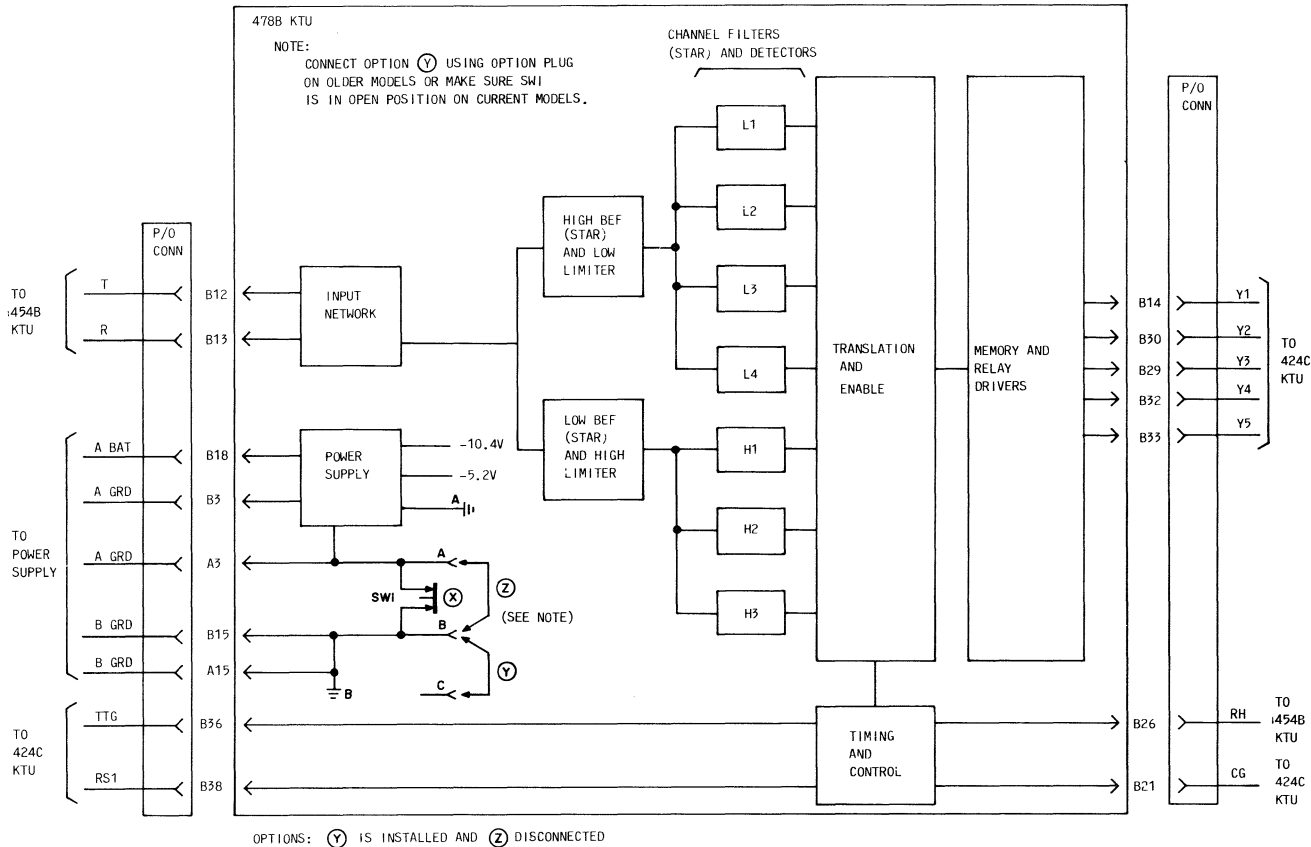 478B KTU
NOTE:
CONNECT OPTION Y USING OPTION PLUG
ON OLDER MODELS OR MAKE SURE SWI
IS IN OPEN POSITION ON CURRENT MODELS.
CHANNEL FILTERS
(STAR) AND DETECTORS
P/O
CONN
L1
L2
L3
L4
H1
H2
H3
HIGH BEF
(STAR)
AND LOW
LIMITER
LOW BEF
(STAR)
AND HIGH
LIMITER
TRANSLATION
AND
ENABLE
MEMORY AND
RELAY
DRIVERS
P/O
CONN
TO
454B
KTU
T
B12
R
B13
INPUT
NETWORK
B14
Y1
B30
Y2
B29
Y3
B32
Y4
B33
Y5
TO
424C
KTU
TO
POWER
SUPPLY
A BAT
B18
A GRD
B3
A GRD
A3
B GRD
B15
B GRD
A15
POWER
SUPPLY
-10.4V
-5.2V
A
A
SWI
X
Z
(SEE NOTE)
B
Y
C
B
TO
424C
KTU
TTG
B36
RS1
B38
TIMING
AND
CONTROL
B26
RH
TO
454B
KTU
B21
CG
TO
424C
KTU
OPTIONS: Y IS INSTALLED AND Z DISCONNECTED